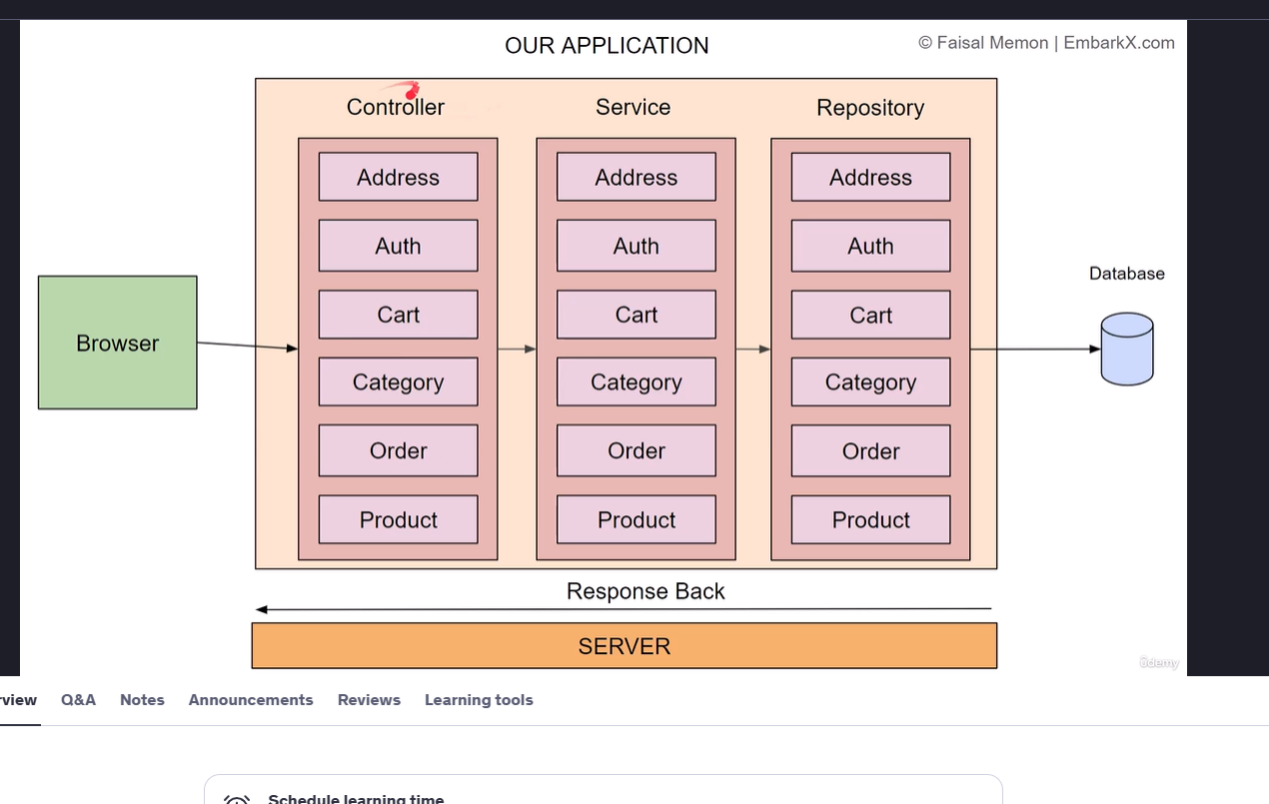 OUR APPLICATION
© Faisal Memon | EmbarkX.com
Controller
Service
Repository
Address
Address
Address
Auth
Auth
Auth
Database
Cart
Cart
Cart
Browser
Category
Category
Category
Order
Order
Order
Product
Product
Product
Response Back
SERVER
ûdemy
rview
Q&A
Notes
Announcements
Reviews
Learning tools
Schedule learning time